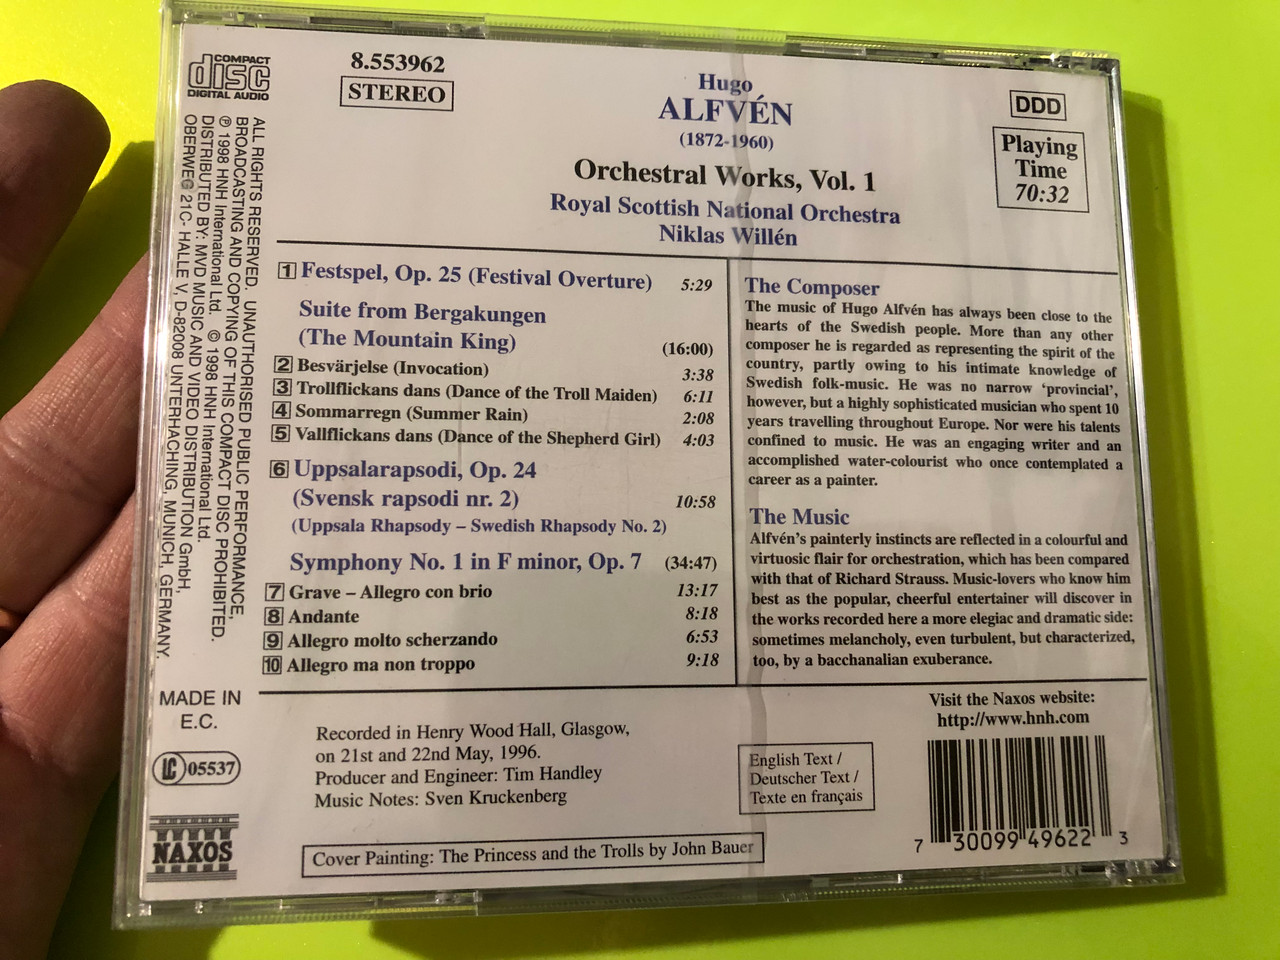 COMPACT
disc
DIGITAL AUDIO
8.553962
STEREO
Hugo
ALFVÉN
(1872-1960)
Orchestral Works, Vol. 1
Royal Scottish National Orchestra
Niklas Willén
DDD
Playing
Time
70:32
1 Festspel, Op. 25 (Festival Overture) 5:29
Suite from Bergakungen
(The Mountain King) (16:00)
2 Besvärjelse (Invocation) 3:38
3 Trollflickans dans (Dance of the Troll Maiden) 6:11
4 Sommarregn (Summer Rain) 2:08
5 Vallflickans dans (Dance of the Shepherd Girl) 4:03
6 Uppsalarapsodi, Op. 24
(Svensk rapsodi nr. 2) 10:58
(Uppsala Rhapsody – Swedish Rhapsody No. 2)
Symphony No. 1 in F minor, Op. 7 (34:47)
7 Grave – Allegro con brio 13:17
8 Andante 8:18
9 Allegro molto scherzando 6:53
10 Allegro ma non troppo 9:18
The Composer
The music of Hugo Alfvén has always been close to the
hearts of the Swedish people. More than any other
composer he is regarded as representing the spirit of the
country, partly owing to his intimate knowledge of
Swedish folk-music. He was no narrow ‘provincial’,
however, but a highly sophisticated musician who spent 10
years travelling throughout Europe. Nor were his talents
confined to music. He was an engaging writer and an
accomplished water-colourist who once contemplated a
career as a painter.
The Music
Alfvén’s painterly instincts are reflected in a colourful and
virtuosic flair for orchestration, which has been compared
with that of Richard Strauss. Music-lovers who know him
best as the popular, cheerful entertainer will discover in
the works recorded here a more elegiac and dramatic side:
sometimes melancholy, even turbulent, but characterized,
too, by a bacchanalian exuberance.
ALL RIGHTS RESERVED. UNAUTHORISED PUBLIC PERFORMANCE,
BROADCASTING AND COPYING OF THIS COMPACT DISC PROHIBITED.
℗ 1998 HNH International Ltd. © 1998 HNH International Ltd.
DISTRIBUTED BY: MVD MUSIC AND VIDEO DISTRIBUTION GmbH,
OBERWEG 21C- HALLE V, D-82008 UNTERHACHING, MUNICH, GERMANY.
MADE IN
E.C.
LC 05537
NAXOS
Recorded in Henry Wood Hall, Glasgow,
on 21st and 22nd May, 1996.
Producer and Engineer: Tim Handley
Music Notes: Sven Kruckenberg
Cover Painting: The Princess and the Trolls by John Bauer
English Text /
Deutscher Text /
Texte en français
Visit the Naxos website:
http://www.hnh.com
7 30099 49622 3